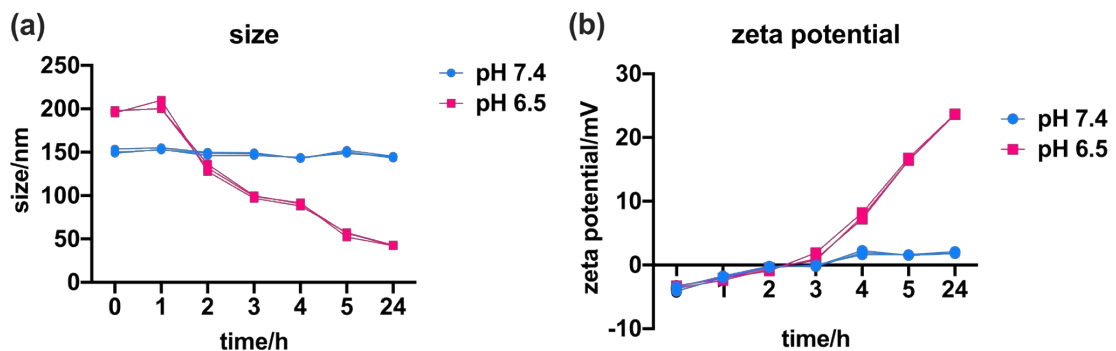 (a)
size
250
200
150
100
50
0
size/nm
0 1 2 3 4 5 24
time/h
pH 7.4
pH 6.5
(b)
zeta potential
30
20
10
0
-10
zeta potential/mV
1 2 3 4 5 24
time/h
pH 7.4
pH 6.5